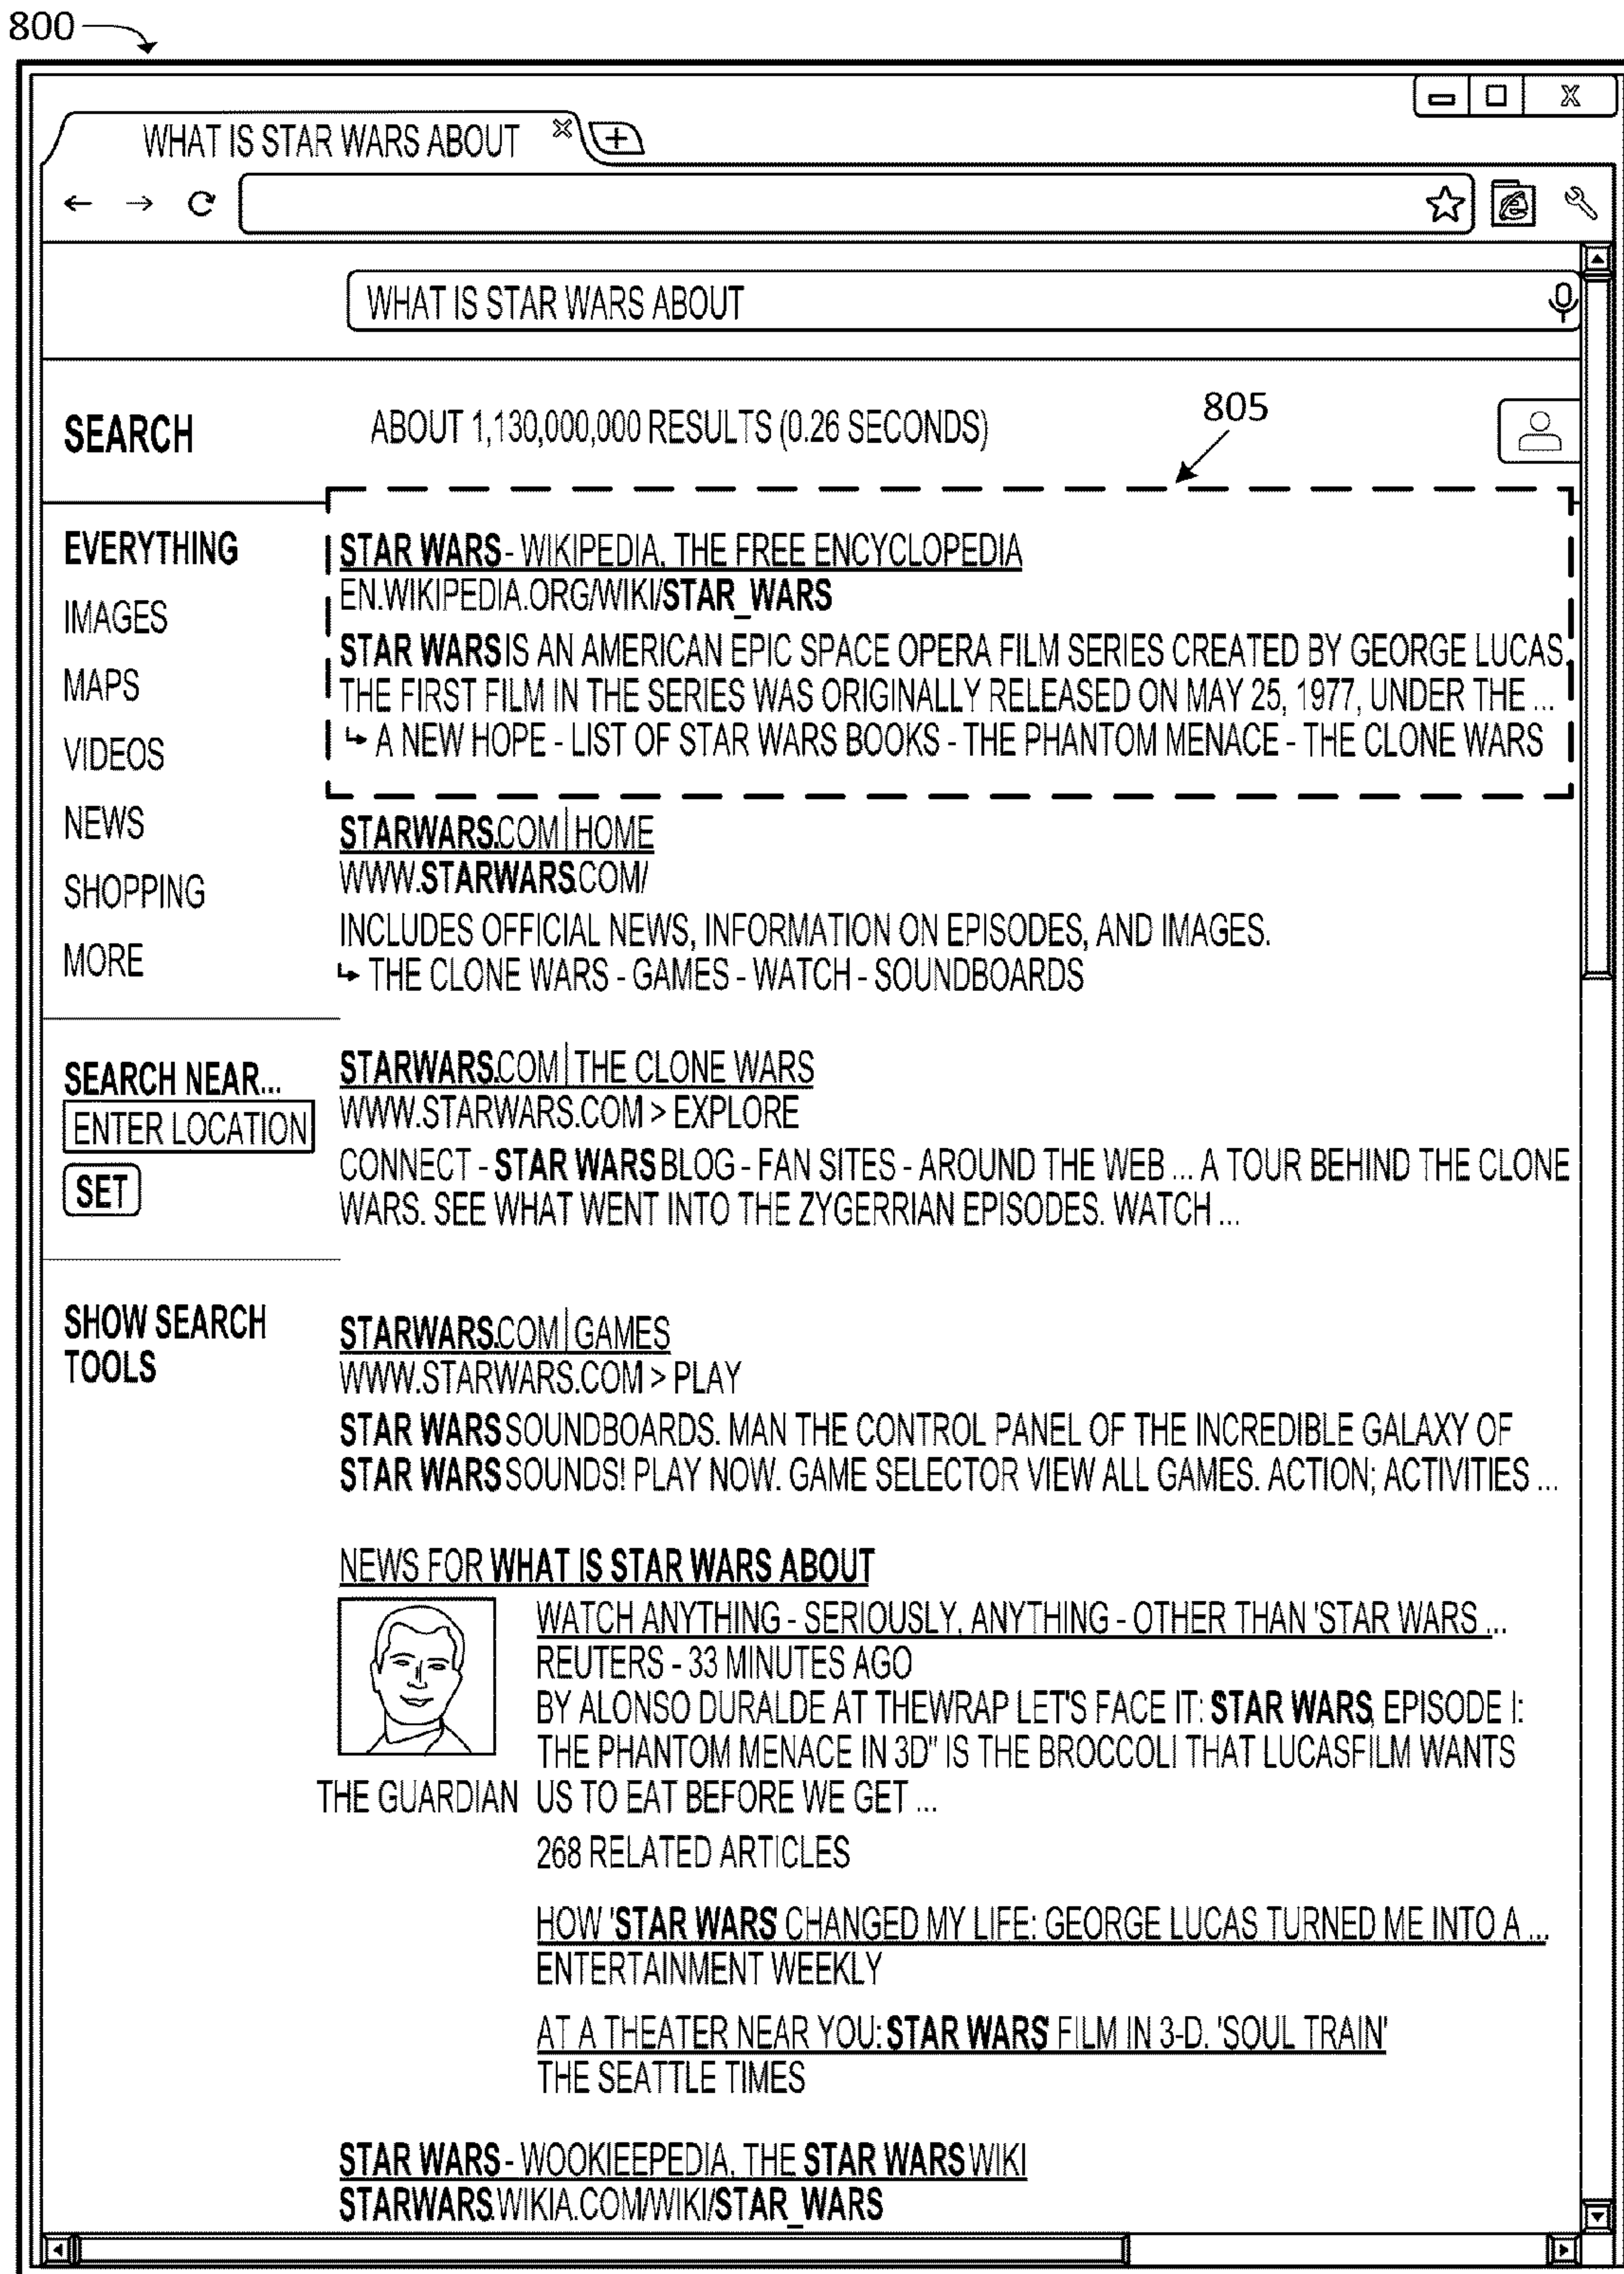 800
WHAT IS STAR WARS ABOUT
WHAT IS STAR WARS ABOUT
SEARCH
ABOUT 1,130,000,000 RESULTS (0.26 SECONDS)
805
EVERYTHING
IMAGES
MAPS
VIDEOS
NEWS
SHOPPING
MORE
SEARCH NEAR...
ENTER LOCATION
SET
SHOW SEARCH
TOOLS
STAR WARS - WIKIPEDIA, THE FREE ENCYCLOPEDIA
EN.WIKIPEDIA.ORG/WIKI/STAR_WARS
STAR WARS IS AN AMERICAN EPIC SPACE OPERA FILM SERIES CREATED BY GEORGE LUCAS.
THE FIRST FILM IN THE SERIES WAS ORIGINALLY RELEASED ON MAY 25, 1977, UNDER THE ...
↳ A NEW HOPE - LIST OF STAR WARS BOOKS - THE PHANTOM MENACE - THE CLONE WARS
STARWARS.COM | HOME
WWW.STARWARS.COM/
INCLUDES OFFICIAL NEWS, INFORMATION ON EPISODES, AND IMAGES.
↳ THE CLONE WARS - GAMES - WATCH - SOUNDBOARDS
STARWARS.COM | THE CLONE WARS
WWW.STARWARS.COM > EXPLORE
CONNECT - STAR WARS BLOG - FAN SITES - AROUND THE WEB ... A TOUR BEHIND THE CLONE
WARS. SEE WHAT WENT INTO THE ZYGERRIAN EPISODES. WATCH ...
STARWARS.COM | GAMES
WWW.STARWARS.COM > PLAY
STAR WARS SOUNDBOARDS. MAN THE CONTROL PANEL OF THE INCREDIBLE GALAXY OF
STAR WARS SOUNDS! PLAY NOW. GAME SELECTOR VIEW ALL GAMES. ACTION; ACTIVITIES ...
NEWS FOR WHAT IS STAR WARS ABOUT
WATCH ANYTHING - SERIOUSLY, ANYTHING - OTHER THAN 'STAR WARS ...
REUTERS - 33 MINUTES AGO
BY ALONSO DURALDE AT THEWRAP LET'S FACE IT: STAR WARS, EPISODE I:
THE PHANTOM MENACE IN 3D" IS THE BROCCOLI THAT LUCASFILM WANTS
US TO EAT BEFORE WE GET ...
THE GUARDIAN
268 RELATED ARTICLES
HOW 'STAR WARS' CHANGED MY LIFE: GEORGE LUCAS TURNED ME INTO A ...
ENTERTAINMENT WEEKLY
AT A THEATER NEAR YOU: STAR WARS' FILM IN 3-D. 'SOUL TRAIN'
THE SEATTLE TIMES
STAR WARS - WOOKIEEPEDIA, THE STAR WARS WIKI
STARWARS.WIKIA.COM/WIKI/STAR_WARS